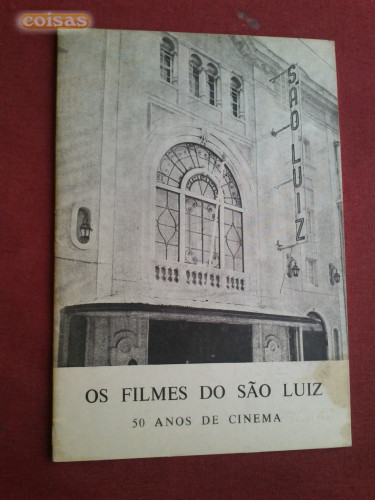 coisas
SÃO LUIZ
OS FILMES DO SÃO LUIZ
50 ANOS DE CINEMA